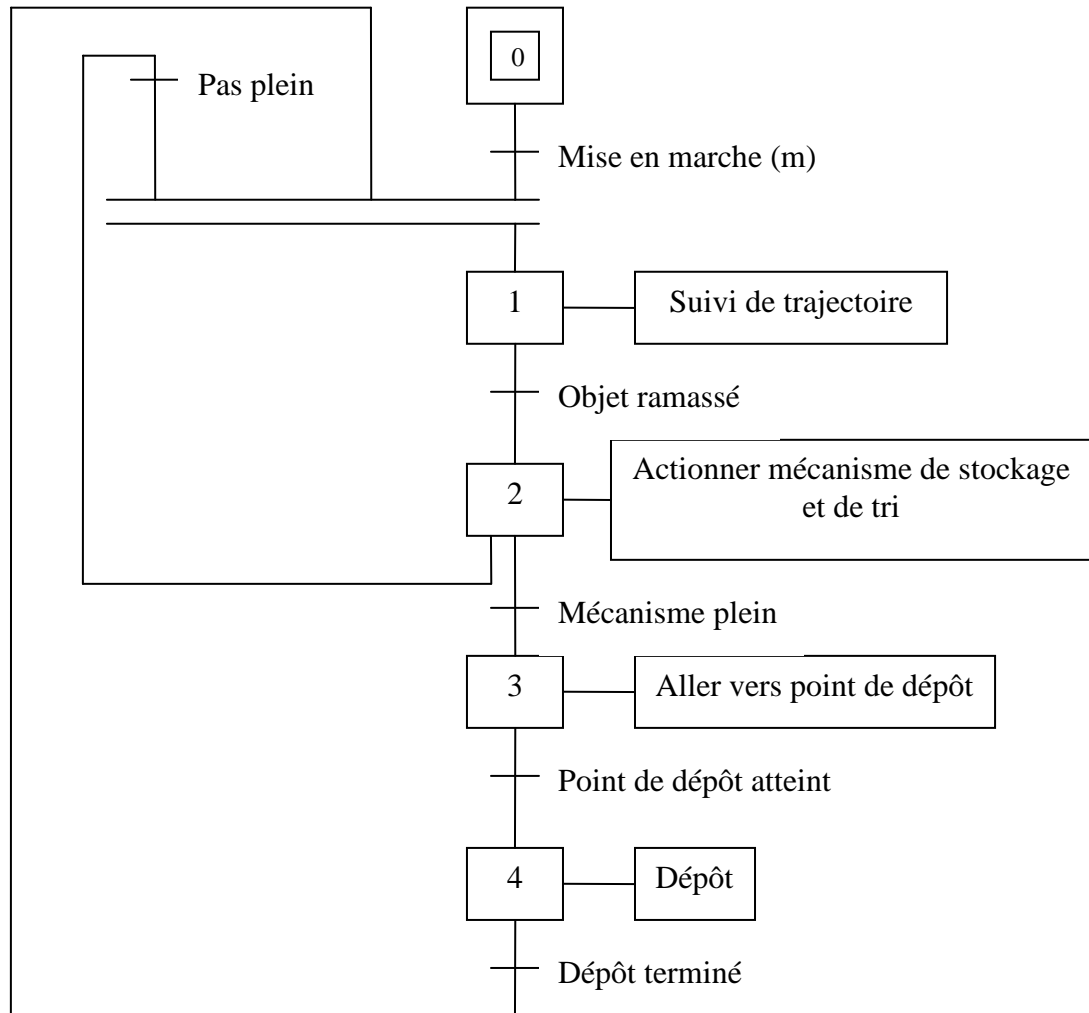 0
Pas plein
Mise en marche (m)
1
Suivi de trajectoire
Objet ramassé
2
Actionner mécanisme de stockage
et de tri
Mécanisme plein
3
Aller vers point de dépôt
Point de dépôt atteint
4
Dépôt
Dépôt terminé